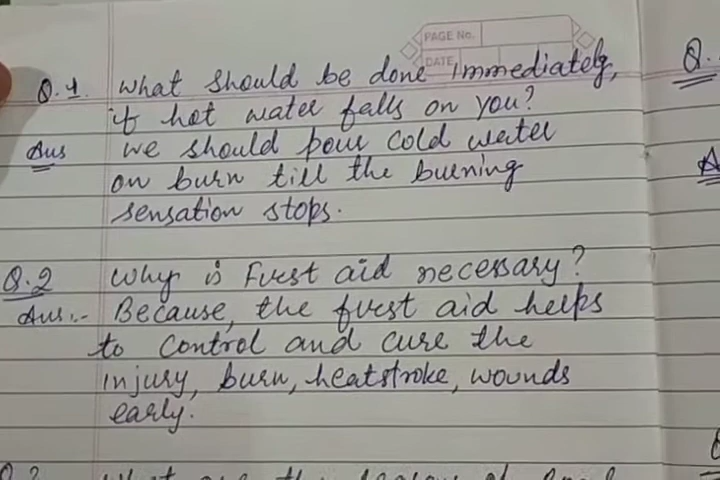 PAGE No.
DATE
Q.1. What should be done immediately,
if hot water falls on you?
Ans we should pour cold water
on burn till the burning
sensation stops.
Q.2 Why is First aid necessary?
Ans:- Because, the first aid helps
to control and cure the
injury, burn, heatstroke, wounds
early.
Q.